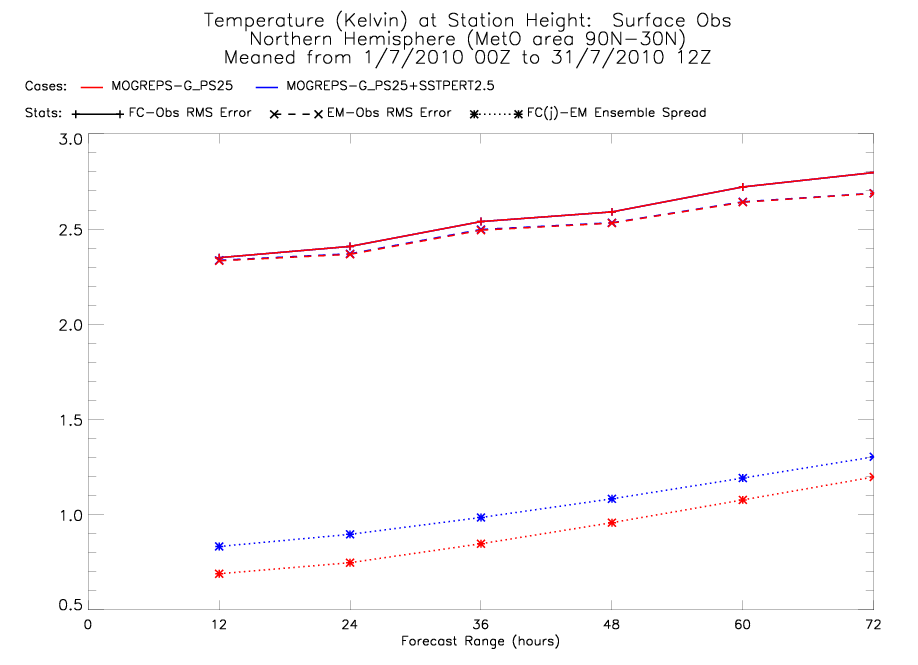 Temperature (Kelvin) at Station Height:  Surface Obs
Northern Hemisphere (MetO area 90N-30N)
Meaned from 1/7/2010 00Z to 31/7/2010 12Z
Cases: MOGREPS-G_PS25 MOGREPS-G_PS25+SSTPERT2.5
Stats: FC-Obs RMS Error EM-Obs RMS Error FC(j)-EM Ensemble Spread
3.0
2.5
2.0
1.5
1.0
0.5
0 12 24 36 48 60 72
Forecast Range (hours)